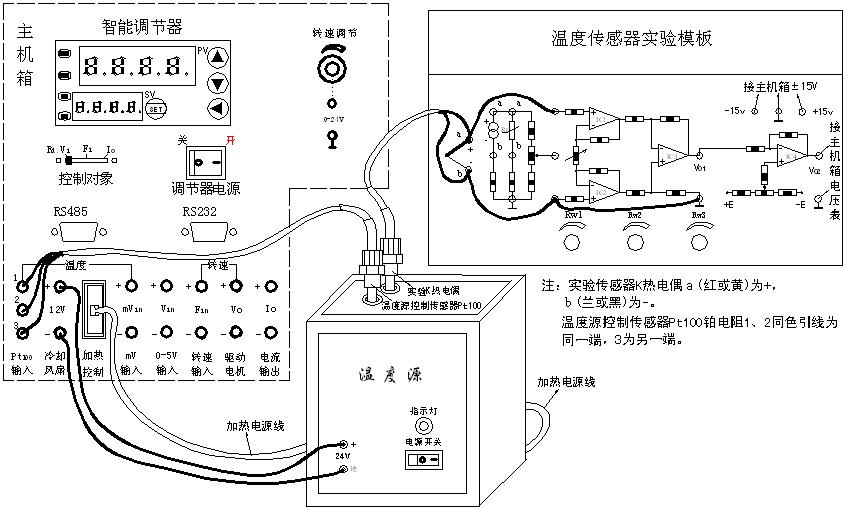 主机箱
智能调节器
PV
SV
SET
转速调节
0-24V
Rt.Vi Fi Io
控制对象
关 开
调节器电源
RS485
RS232
温度
转速
1
2
3
+ + + + + + +
12V
mVin
Vin
Fin
Vo
Io
- - - - - -
Pt100输入
冷却风扇
加热控制
mV输入
0-5V输入
转速输入
驱动电机
电流输出
加热电源线
实验K热电偶
温度源控制传感器Pt100
温度源
指示灯
电源开关
+
24V
地
加热电源线
温度传感器实验模板
接主机箱±15V
-15v
+15v
a
b
a
b
a a
b b
+
-
IC1
IC2
IC3
IC4
Vo1
Vo2
+E
-E
Rw1
Rw2
Rw3
接主机箱电压表
注：实验传感器K热电偶a(红或黄)为+，
b(兰或黑)为-。
温度源控制传感器Pt100铂电阻1、2同色引线为
同一端，3为另一端。